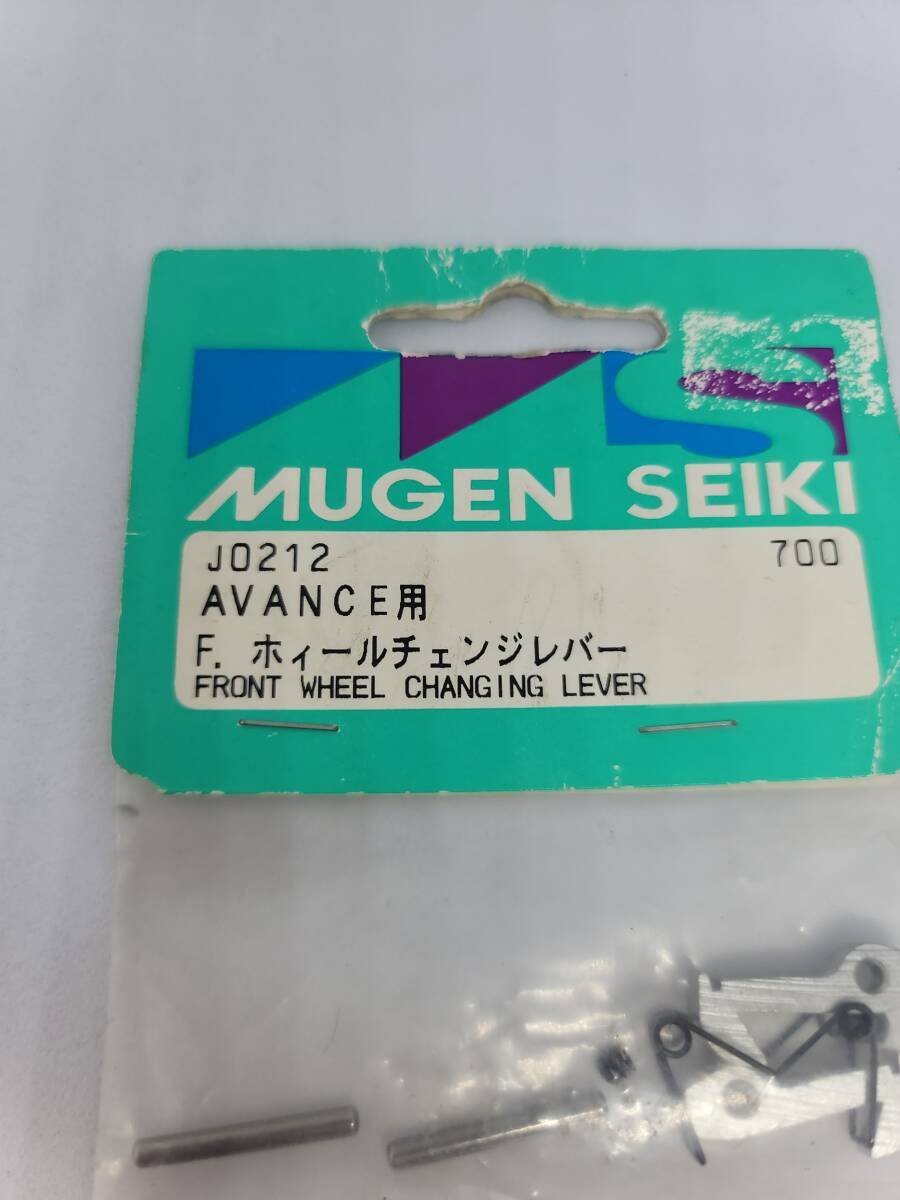 MUGEN SEIKI
J0212 700
AVANCE用
F. ホィールチェンジレバー
FRONT WHEEL CHANGING LEVER